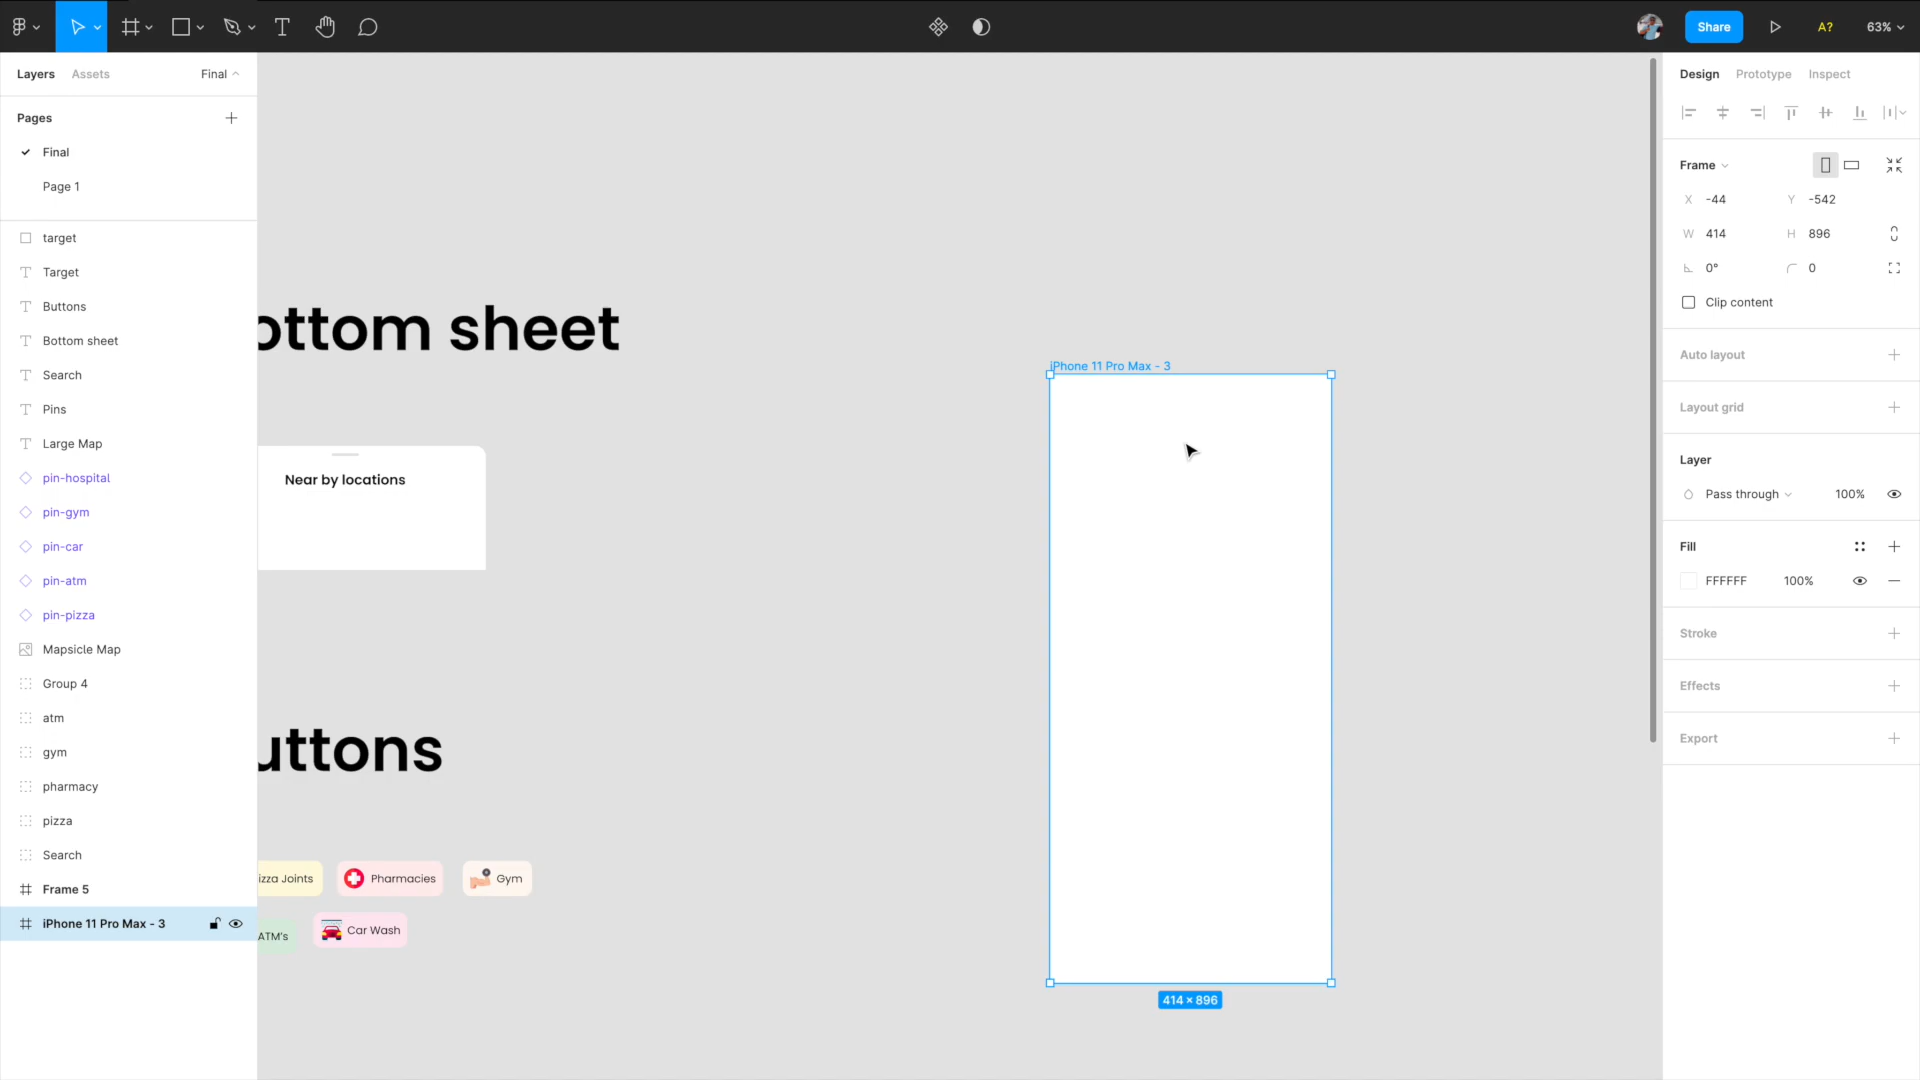 Share
A?
63%
Layers
Assets
Final
Pages
Final
Page 1
target
Target
Buttons
Bottom sheet
Search
Pins
Large Map
pin-hospital
pin-gym
pin-car
pin-atm
pin-pizza
Mapsicle Map
Group 4
atm
gym
pharmacy
pizza
Search
Frame 5
iPhone 11 Pro Max - 3
ottom sheet
Near by locations
uttons
izza Joints
Pharmacies
Gym
ATM's
Car Wash
iPhone 11 Pro Max - 3
414 × 896
Design
Prototype
Inspect
Frame
X -44 Y -542
W 414 H 896
0° 0
Clip content
Auto layout
Layout grid
Layer
Pass through 100%
Fill
FFFFFF 100%
Stroke
Effects
Export